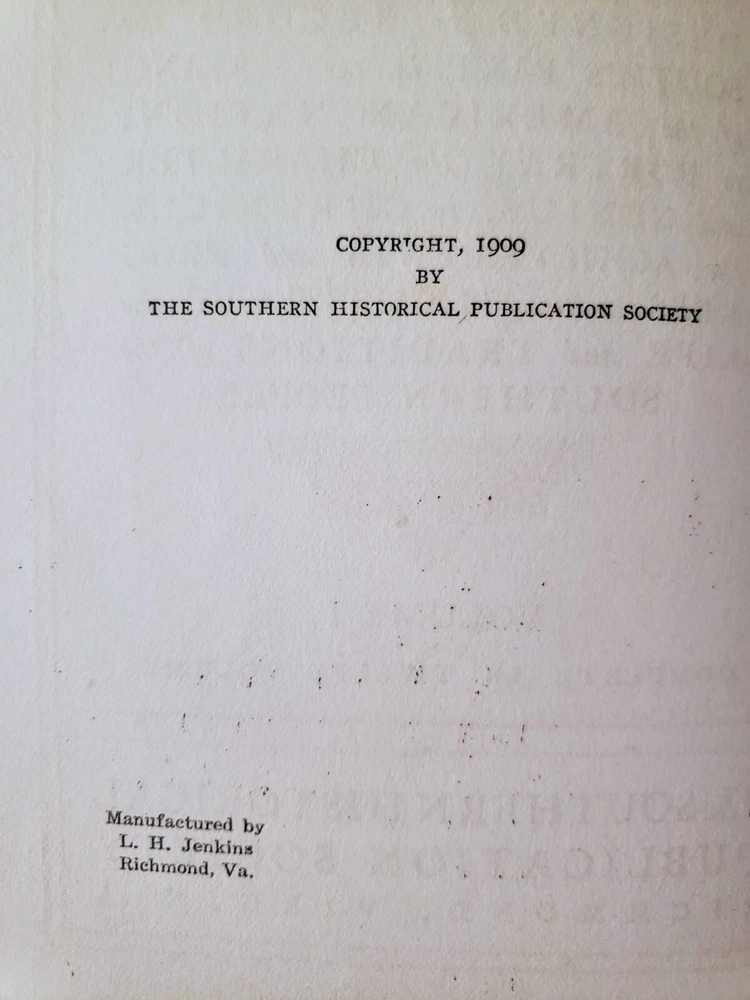 COPYRIGHT, 1909
BY
THE SOUTHERN HISTORICAL PUBLICATION SOCIETY
Manufactured by
L. H. Jenkins
Richmond, Va.